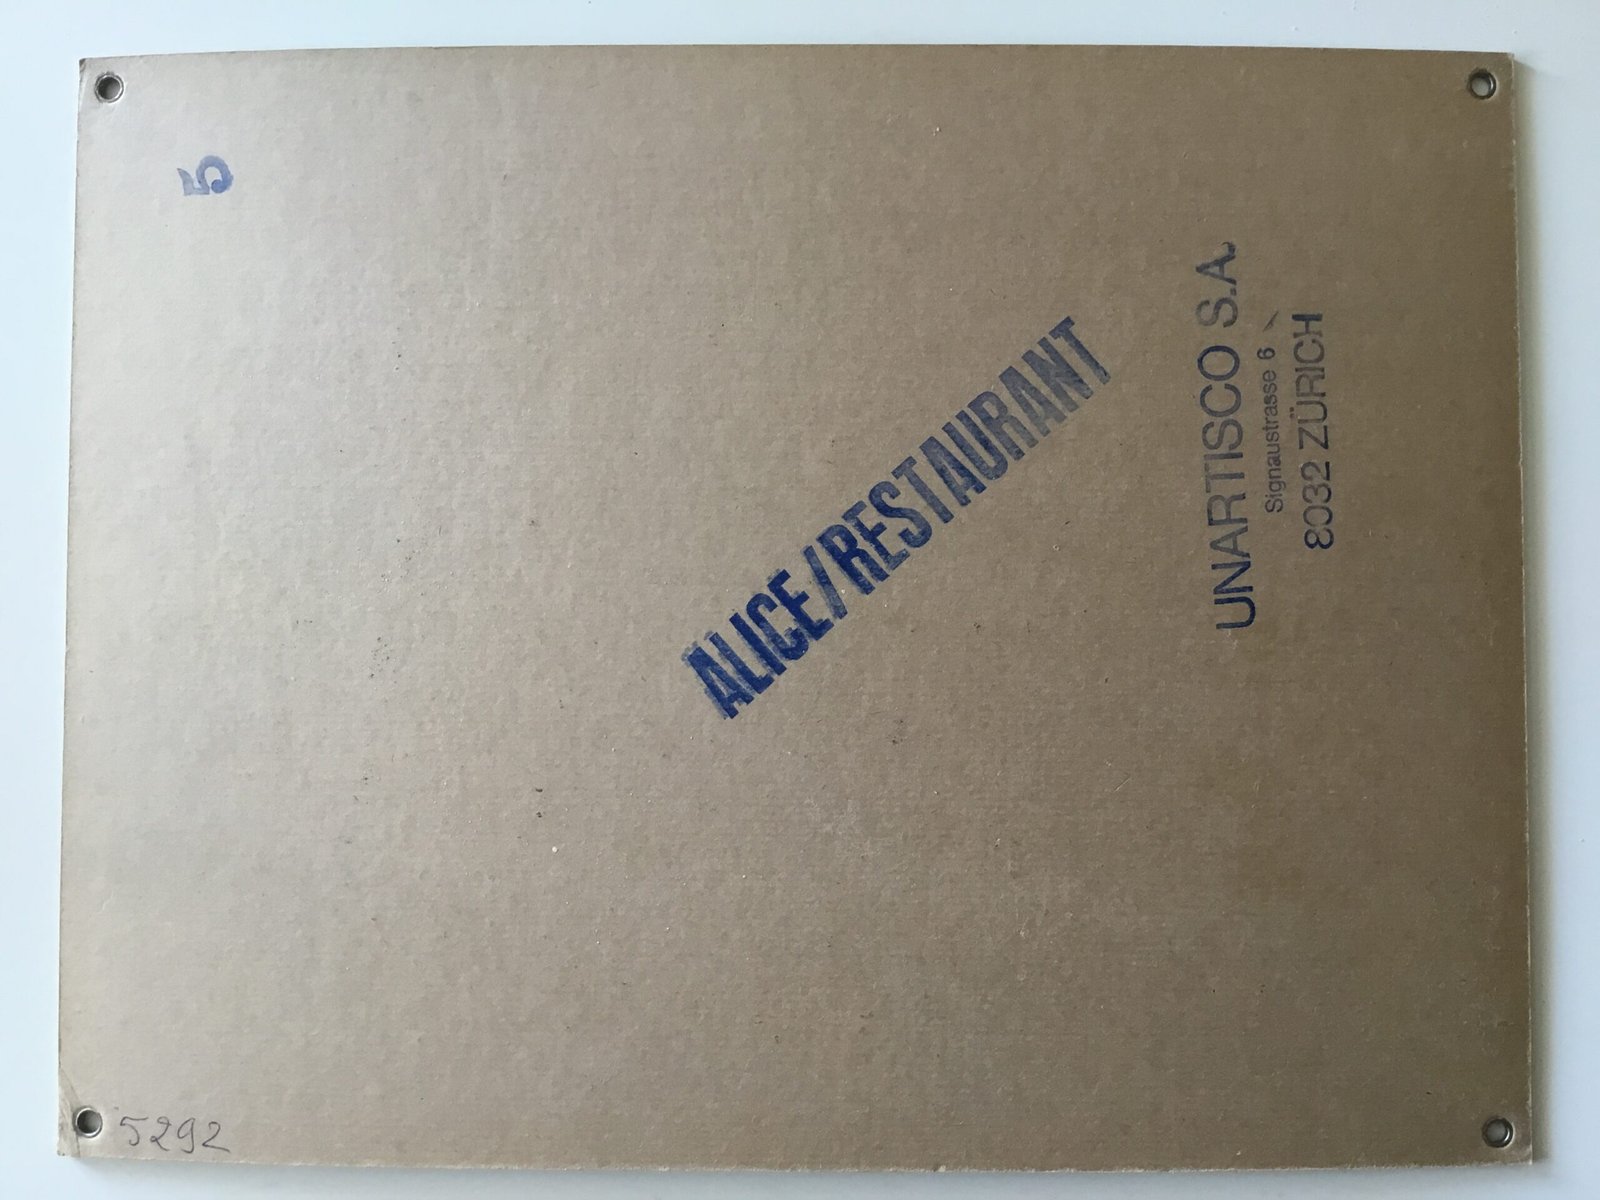 5
ALICE/RESTAURANT
UNARTISCO S.A.
Signaustrasse 6
8032 ZÜRICH
5292